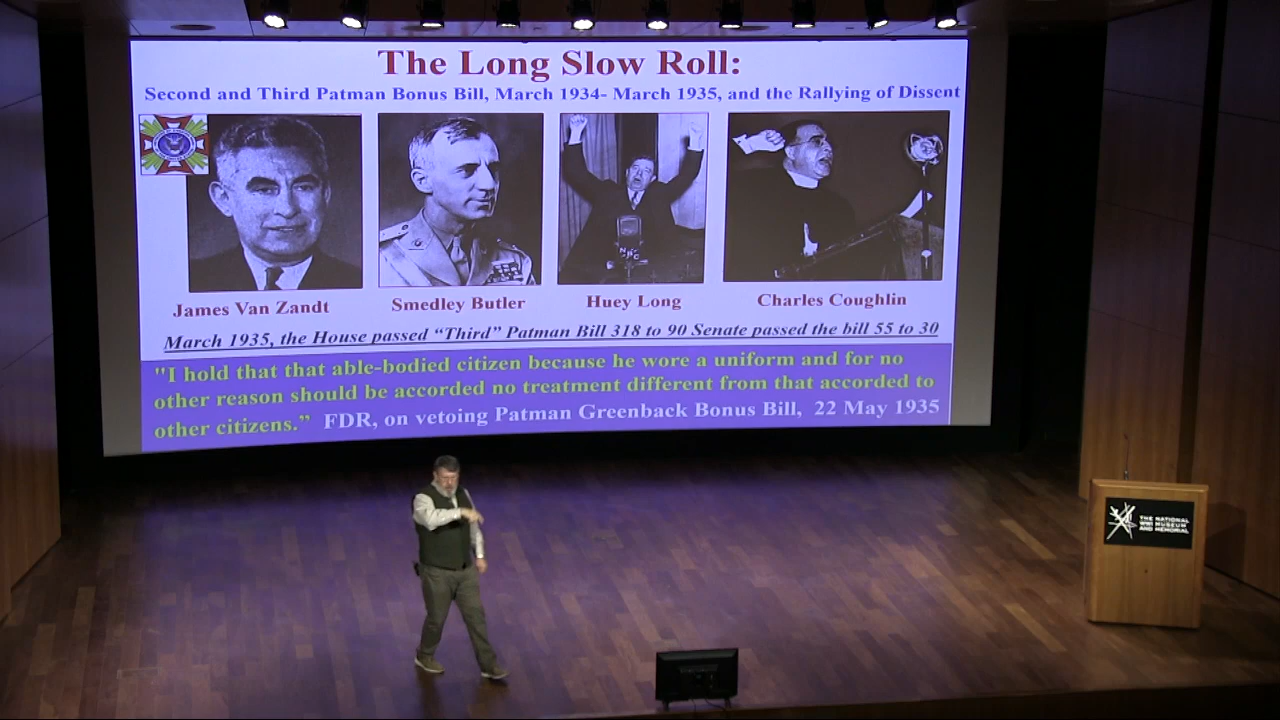 The Long Slow Roll:
Second and Third Patman Bonus Bill, March 1934- March 1935, and the Rallying of Dissent
NBC
James Van Zandt
Smedley Butler
Huey Long
Charles Coughlin
March 1935, the House passed “Third” Patman Bill 318 to 90 Senate passed the bill 55 to 30
"I hold that that able-bodied citizen because he wore a uniform and for no
other reason should be accorded no treatment different from that accorded to
other citizens.” FDR, on vetoing Patman Greenback Bonus Bill, 22 May 1935
THE NATIONAL
WWI MUSEUM
AND MEMORIAL